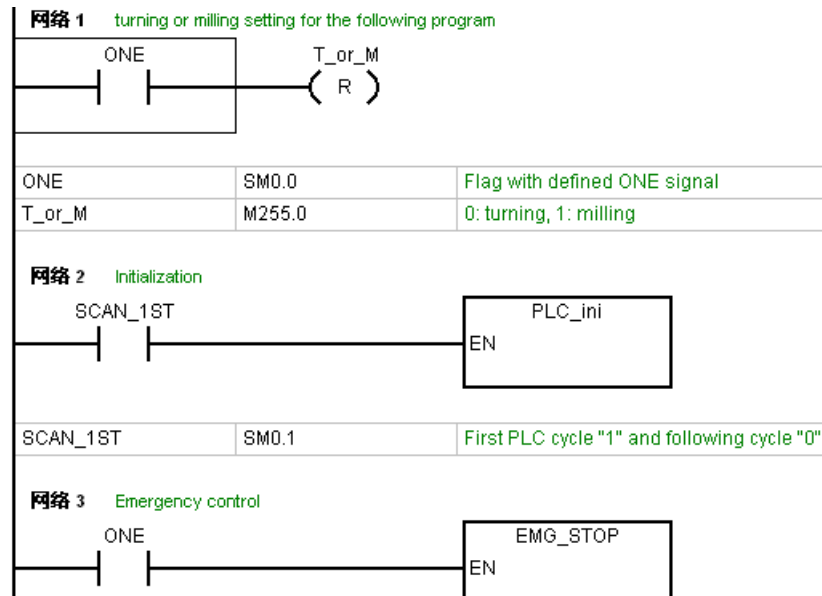 网络 1 turning or milling setting for the following program
ONE T_or_M
R
ONE SM0.0 Flag with defined ONE signal
T_or_M M255.0 0: turning, 1: milling
网络 2 Initialization
SCAN_1ST PLC_ini
EN
SCAN_1ST SM0.1 First PLC cycle "1" and following cycle "0"
网络 3 Emergency control
ONE EMG_STOP
EN